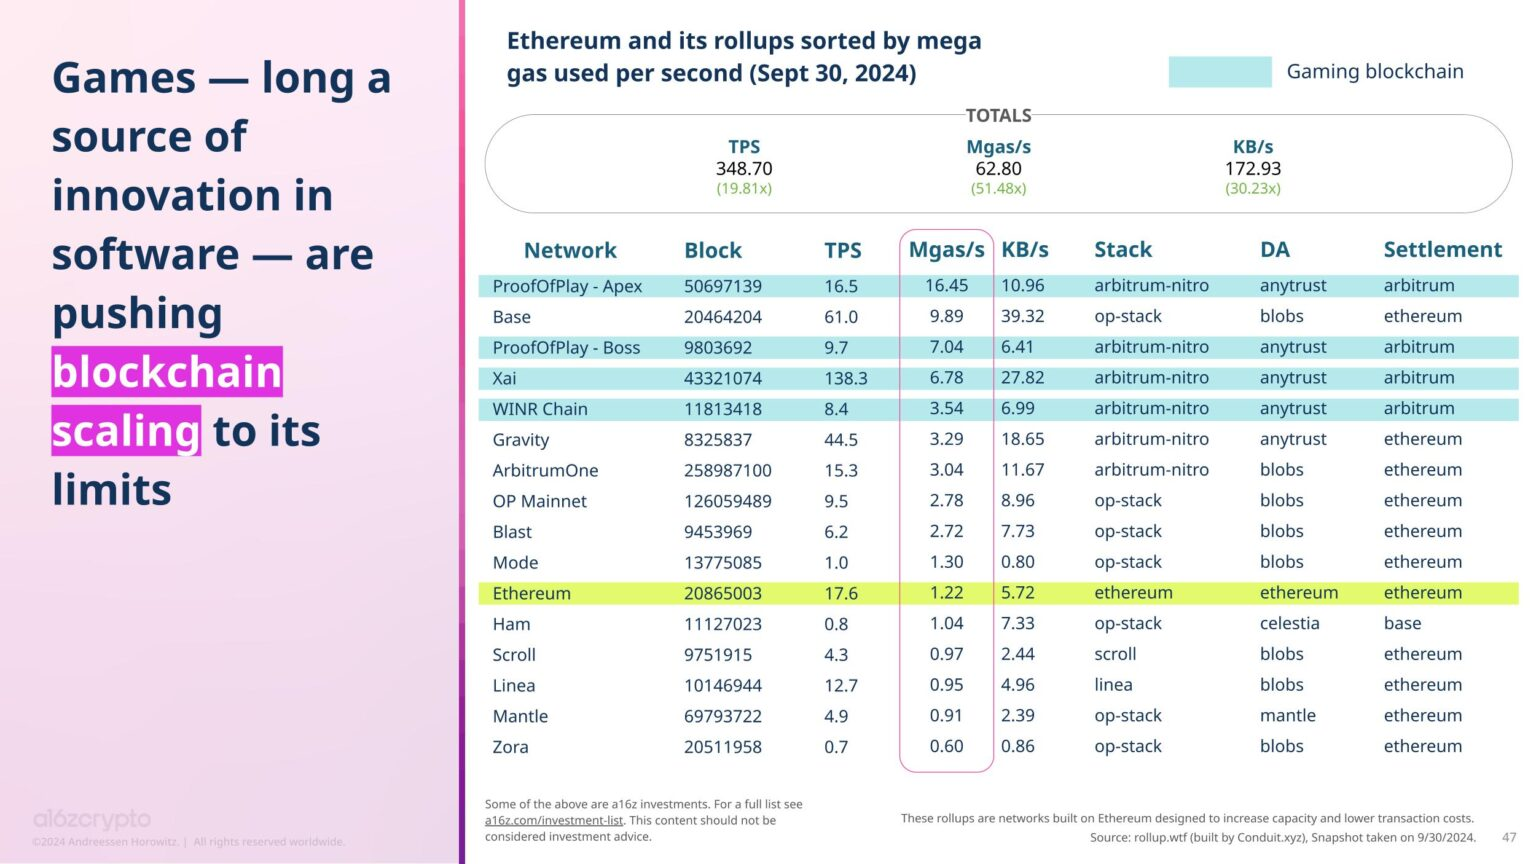 Games — long a
source of
innovation in
software — are
pushing
blockchain
scaling to its
limits
a16zcrypto
©2024 Andreessen Horowitz. | All rights reserved worldwide.
Ethereum and its rollups sorted by mega
gas used per second (Sept 30, 2024)
Gaming blockchain
TOTALS
TPS Mgas/s KB/s
348.70 62.80 172.93
(19.81x) (51.48x) (30.23x)
Network Block TPS Mgas/s KB/s Stack DA Settlement
ProofOfPlay - Apex 50697139 16.5 16.45 10.96 arbitrum-nitro anytrust arbitrum
Base 20464204 61.0 9.89 39.32 op-stack blobs ethereum
ProofOfPlay - Boss 9803692 9.7 7.04 6.41 arbitrum-nitro anytrust arbitrum
Xai 43321074 138.3 6.78 27.82 arbitrum-nitro anytrust arbitrum
WINR Chain 11813418 8.4 3.54 6.99 arbitrum-nitro anytrust arbitrum
Gravity 8325837 44.5 3.29 18.65 arbitrum-nitro anytrust ethereum
ArbitrumOne 258987100 15.3 3.04 11.67 arbitrum-nitro blobs ethereum
OP Mainnet 126059489 9.5 2.78 8.96 op-stack blobs ethereum
Blast 9453969 6.2 2.72 7.73 op-stack blobs ethereum
Mode 13775085 1.0 1.30 0.80 op-stack blobs ethereum
Ethereum 20865003 17.6 1.22 5.72 ethereum ethereum ethereum
Ham 11127023 0.8 1.04 7.33 op-stack celestia base
Scroll 9751915 4.3 0.97 2.44 scroll blobs ethereum
Linea 10146944 12.7 0.95 4.96 linea blobs ethereum
Mantle 69793722 4.9 0.91 2.39 op-stack mantle ethereum
Zora 20511958 0.7 0.60 0.86 op-stack blobs ethereum
Some of the above are a16z investments. For a full list see
a16z.com/investment-list. This content should not be
considered investment advice.
These rollups are networks built on Ethereum designed to increase capacity and lower transaction costs.
Source: rollup.wtf (built by Conduit.xyz), Snapshot taken on 9/30/2024.
47